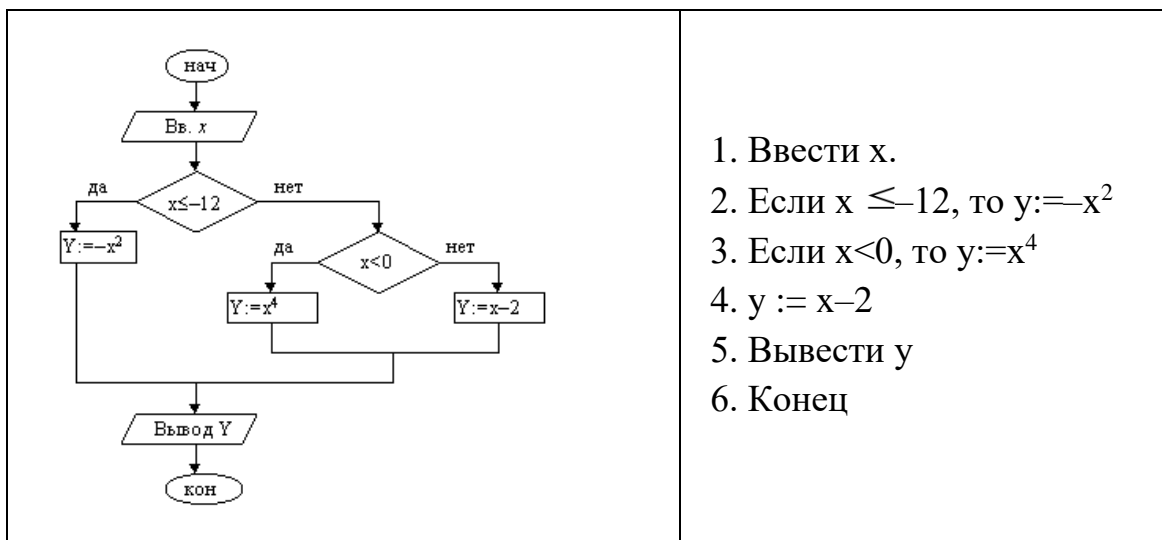 нач
Вв. x
да
x≤–12
нет
Y:=–x²
да
x<0
нет
Y:=x⁴
Y:=x–2
Вывод Y
кон
1. Ввести x.
2. Если x ≤–12, то y:=–x²
3. Если x<0, то y:=x⁴
4. y := x–2
5. Вывести y
6. Конец